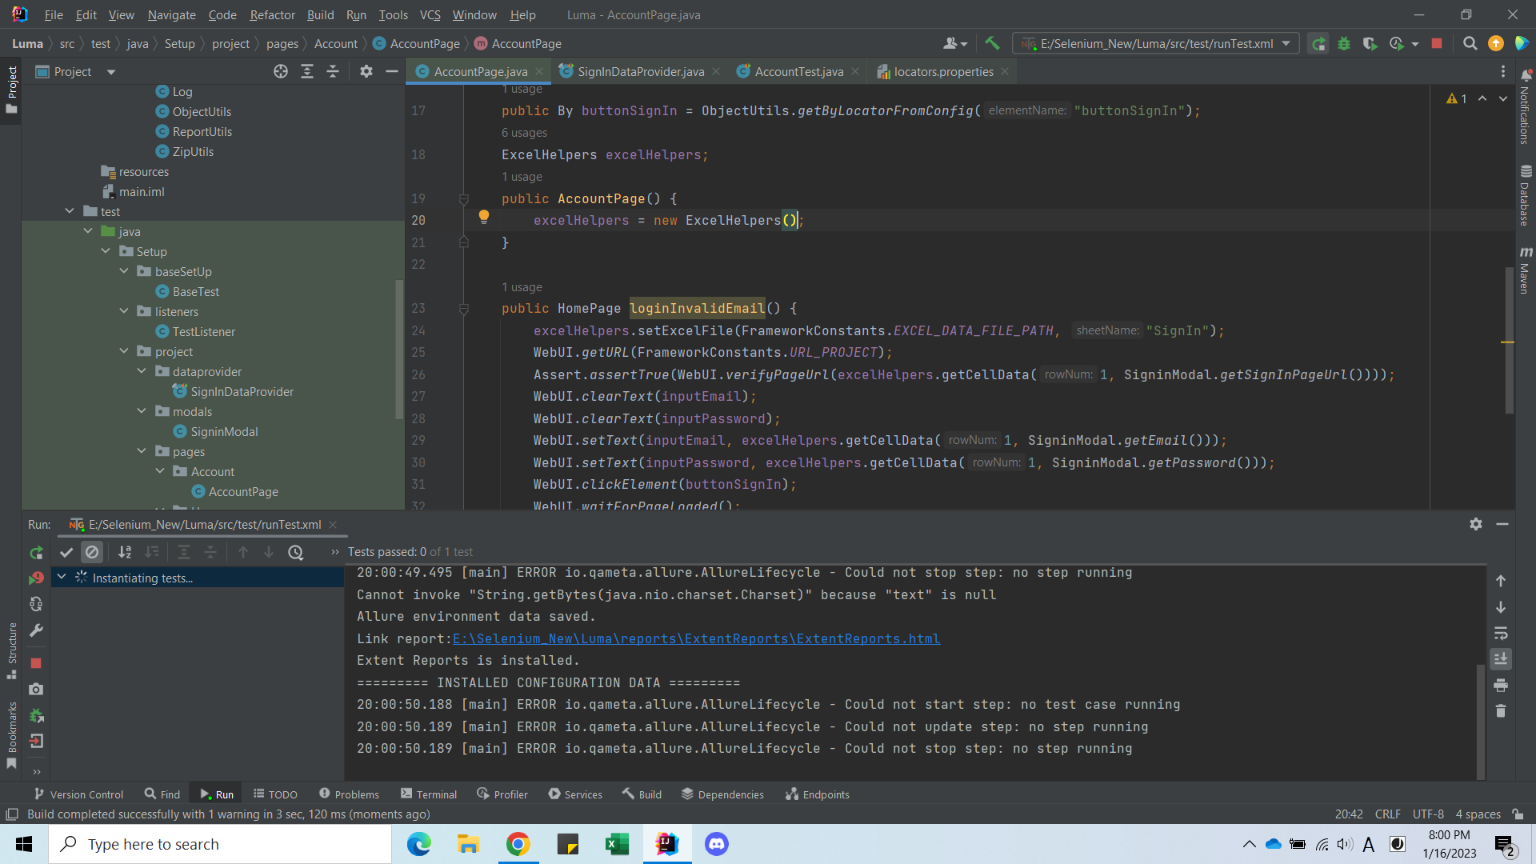 File Edit View Navigate Code Refactor Build Run Tools VCS Window Help Luma - AccountPage.java
Luma src test java Setup project pages Account AccountPage AccountPage E:/Selenium_New/Luma/src/test/runTest.xml
Project
AccountPage.java SignInDataProvider.java AccountTest.java locators.properties
Project
Log
ObjectUtils
ReportUtils
ZipUtils
resources
main.iml
test
java
Setup
baseSetUp
BaseTest
listeners
TestListener
project
dataprovider
SignInDataProvider
modals
SigninModal
pages
Account
AccountPage
1 usage
17 public By buttonSignIn = ObjectUtils.getByLocatorFromConfig( elementName: "buttonSignIn");
6 usages
18 ExcelHelpers excelHelpers;
1 usage
19 public AccountPage() {
20 excelHelpers = new ExcelHelpers();
21 }
22
1 usage
23 public HomePage loginInvalidEmail() {
24 excelHelpers.setExcelFile(FrameworkConstants.EXCEL_DATA_FILE_PATH, sheetName: "SignIn");
25 WebUI.getURL(FrameworkConstants.URL_PROJECT);
26 Assert.assertTrue(WebUI.verifyPageUrl(excelHelpers.getCellData( rowNum: 1, SigninModal.getSignInPageUrl())));
27 WebUI.clearText(inputEmail);
28 WebUI.clearText(inputPassword);
29 WebUI.setText(inputEmail, excelHelpers.getCellData( rowNum: 1, SigninModal.getEmail()));
30 WebUI.setText(inputPassword, excelHelpers.getCellData( rowNum: 1, SigninModal.getPassword()));
31 WebUI.clickElement(buttonSignIn);
32 WebUI.waitForPageLoaded();
1
Notifications
Database
m Maven
Run: E:/Selenium_New/Luma/src/test/runTest.xml
Tests passed: 0 of 1 test
Instantiating tests...
20:00:49.495 [main] ERROR io.qameta.allure.AllureLifecycle - Could not stop step: no step running
Cannot invoke "String.getBytes(java.nio.charset.Charset)" because "text" is null
Allure environment data saved.
Link report:E:\Selenium_New\Luma\reports\ExtentReports\ExtentReports.html
Extent Reports is installed.
========= INSTALLED CONFIGURATION DATA =========
20:00:50.188 [main] ERROR io.qameta.allure.AllureLifecycle - Could not start step: no test case running
20:00:50.189 [main] ERROR io.qameta.allure.AllureLifecycle - Could not update step: no step running
20:00:50.189 [main] ERROR io.qameta.allure.AllureLifecycle - Could not stop step: no step running
Structure
Bookmarks
Version Control Find Run TODO Problems Terminal Profiler Services Build Dependencies Endpoints
Build completed successfully with 1 warning in 3 sec, 120 ms (moments ago) 20:42 CRLF UTF-8 4 spaces
Type here to search
A
8:00 PM
1/16/2023
2